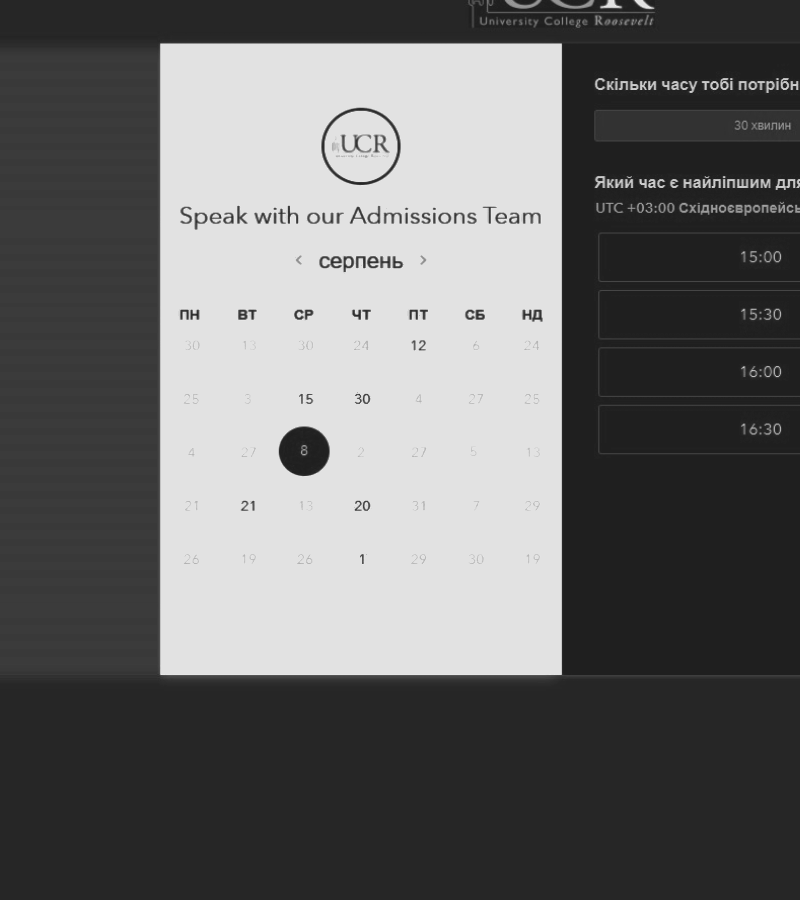 UCR
University College Roosevelt
UCR
Speak with our Admissions Team
< серпень >
ПН ВТ СР ЧТ ПТ СБ НД
30 13 30 24 12 6 24
25 3 15 30 4 27 25
4 27 8 2 27 5 13
21 21 13 20 31 7 29
26 19 26 1 29 30 19
Скільки часу тобі потрібн
30 хвилин
Який час є найліпшим для
UTC +03:00 Східноєвропейсь
15:00
15:30
16:00
16:30